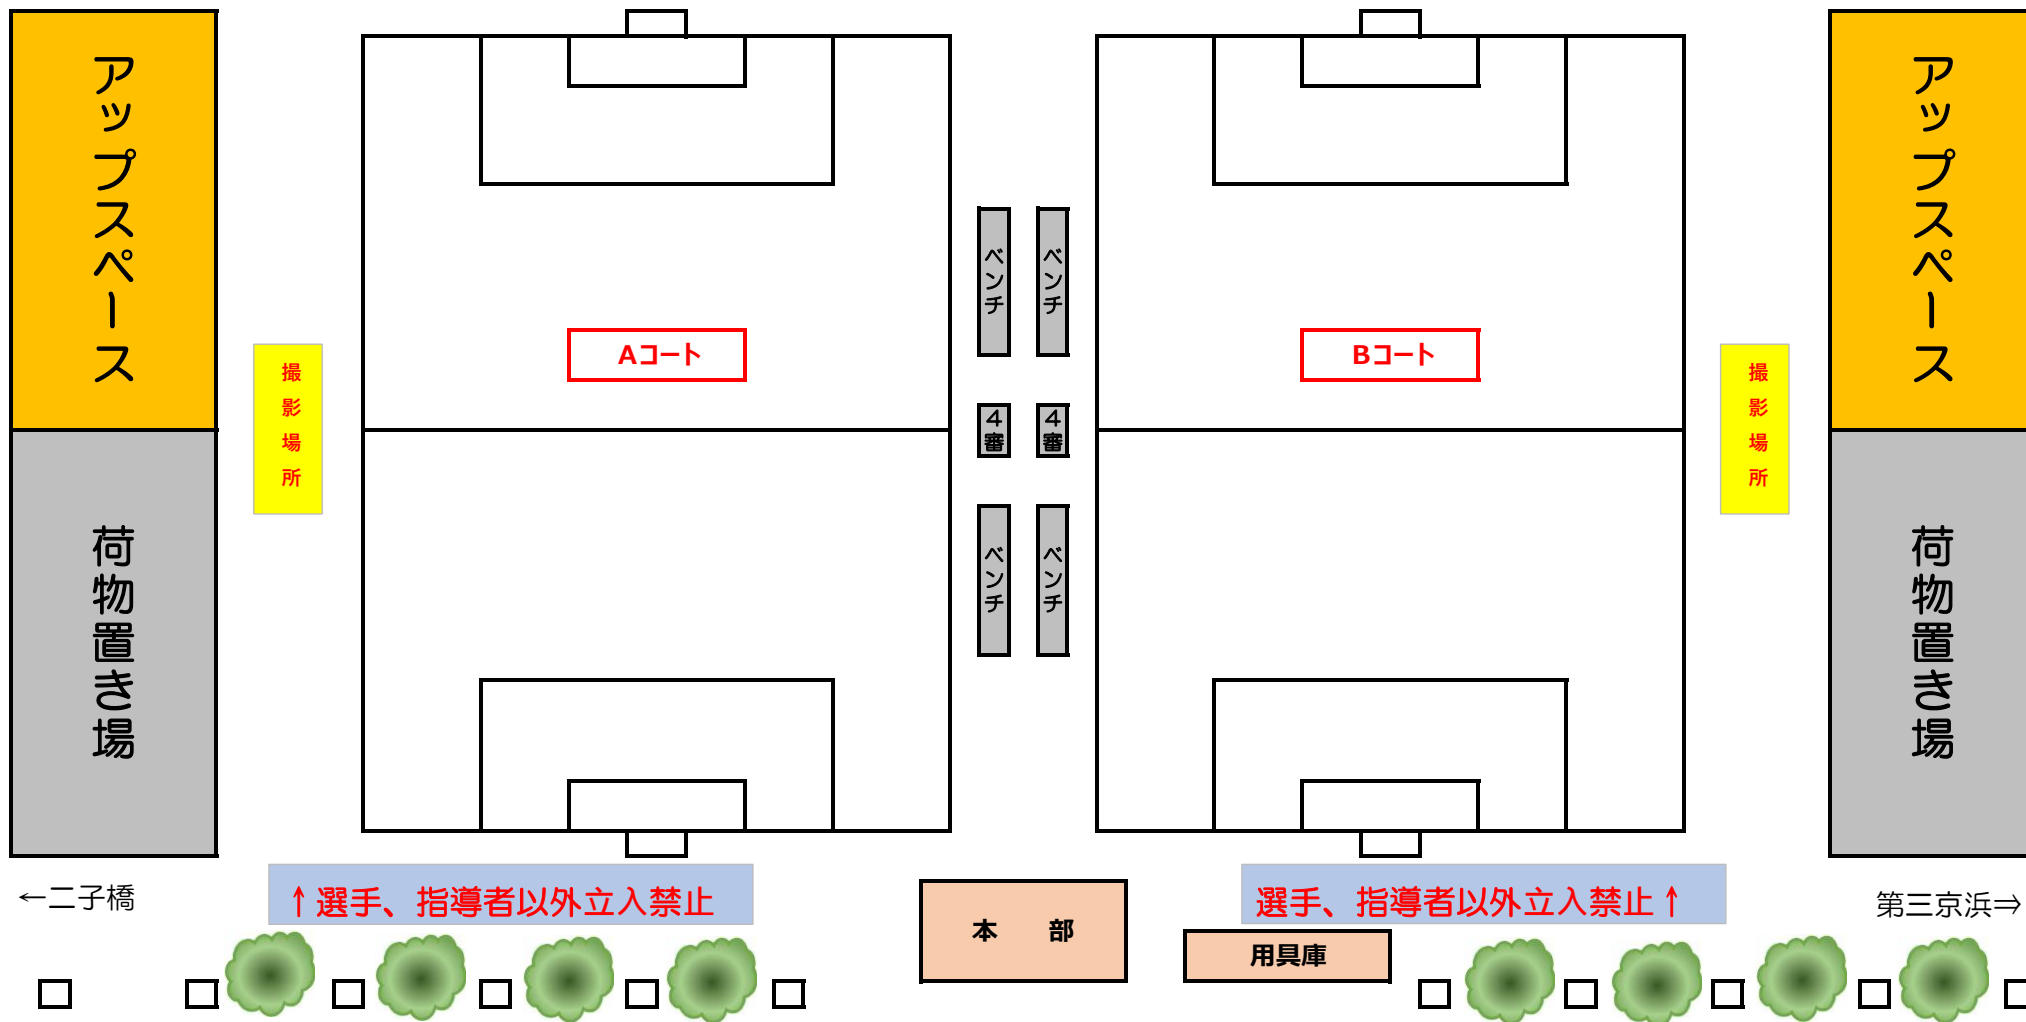 アップスペース
荷物置き場
撮影場所
Aコート
ベンチ
ベンチ
4審
4審
ベンチ
ベンチ
Bコート
撮影場所
アップスペース
荷物置き場
←二子橋
↑選手、指導者以外立入禁止
本　部
選手、指導者以外立入禁止↑
用具庫
第三京浜⇒